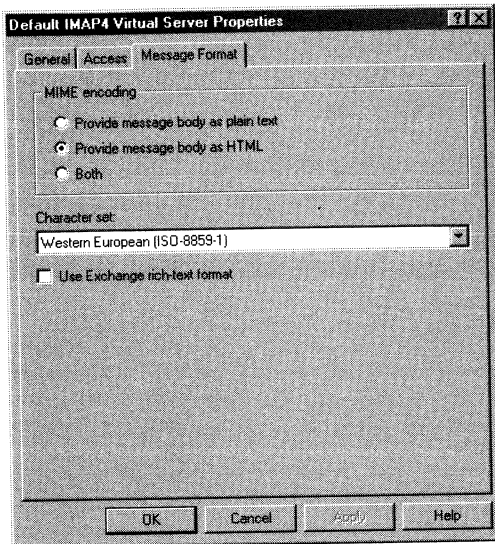 Default IMAP4 Virtual Server Properties
General Access Message Format
MIME encoding
Provide message body as plain text
Provide message body as HTML
Both
Character set:
Western European (ISO-8859-1)
Use Exchange rich-text format
OK Cancel Apply Help